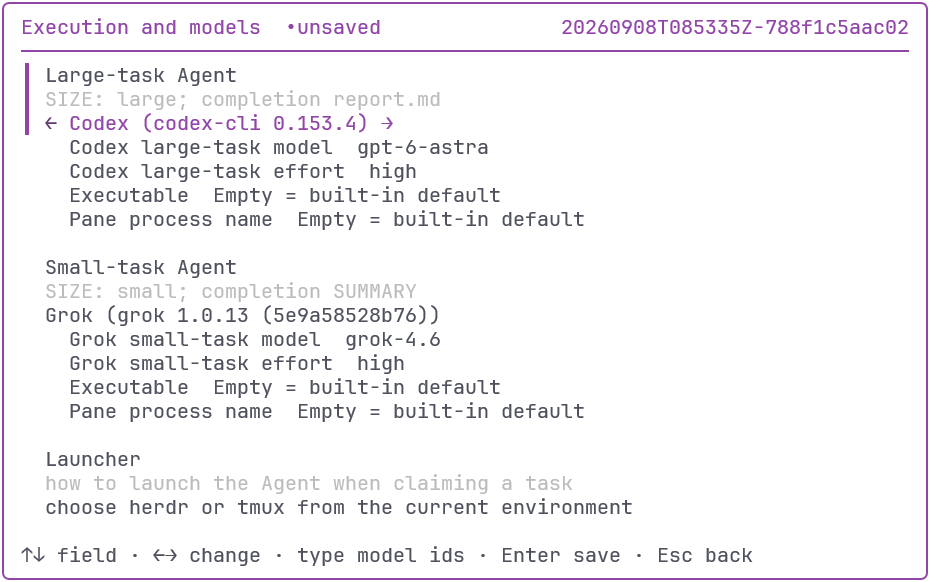 Execution and models •unsaved 20260908T085335Z-788f1c5aac02
Large-task Agent
SIZE: large; completion report.md
← Codex (codex-cli 0.153.4) →
Codex large-task model gpt-6-astra
Codex large-task effort high
Executable Empty = built-in default
Pane process name Empty = built-in default
Small-task Agent
SIZE: small; completion SUMMARY
Grok (grok 1.0.13 (5e9a58528b76))
Grok small-task model grok-4.6
Grok small-task effort high
Executable Empty = built-in default
Pane process name Empty = built-in default
Launcher
how to launch the Agent when claiming a task
choose herdr or tmux from the current environment
↑↓ field · ←→ change · type model ids · Enter save · Esc back